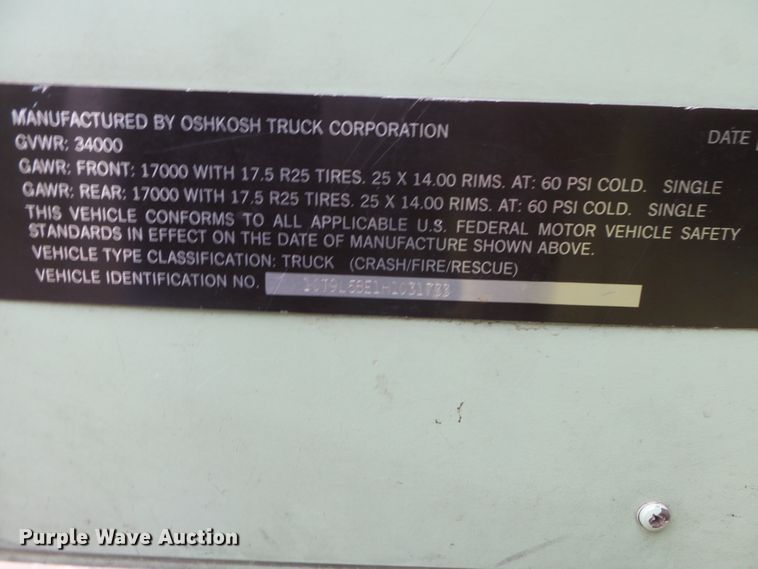 MANUFACTURED BY OSHKOSH TRUCK CORPORATION DATE
GVWR: 34000
GAWR: FRONT: 17000 WITH 17.5 R25 TIRES. 25 X 14.00 RIMS. AT: 60 PSI COLD. SINGLE
GAWR: REAR: 17000 WITH 17.5 R25 TIRES. 25 X 14.00 RIMS. AT: 60 PSI COLD. SINGLE
THIS VEHICLE CONFORMS TO ALL APPLICABLE U.S. FEDERAL MOTOR VEHICLE SAFETY
STANDARDS IN EFFECT ON THE DATE OF MANUFACTURE SHOWN ABOVE.
VEHICLE TYPE CLASSIFICATION: TRUCK (CRASH/FIRE/RESCUE)
VEHICLE IDENTIFICATION NO.
Purple Wave Auction